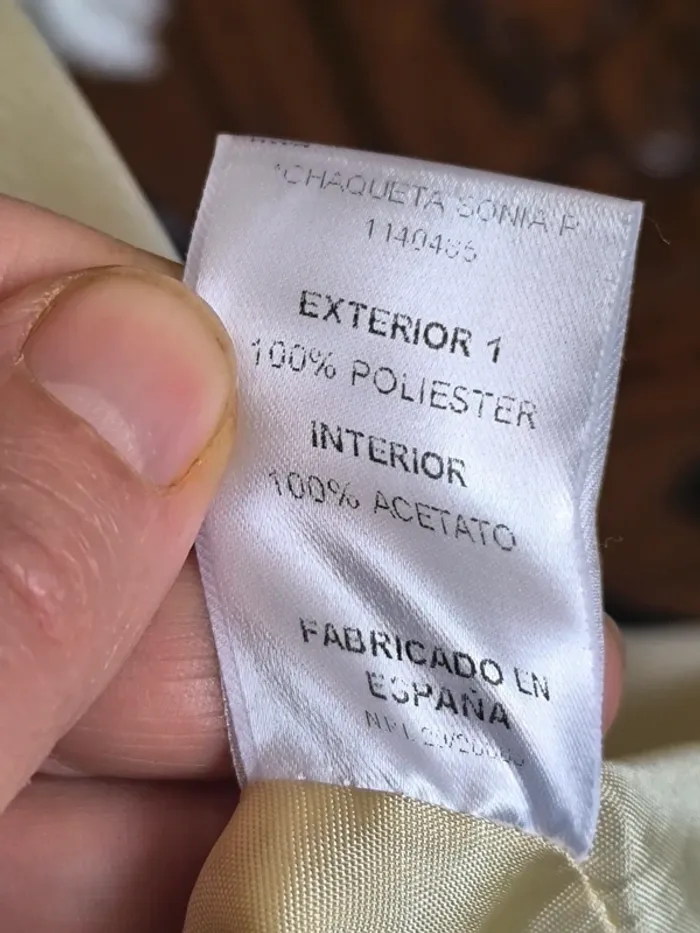 CHAQUETA SONIA P
EXTERIOR 1
100% POLIESTER
INTERIOR
100% ACETATO
FABRICADO EN
ESPAÑA